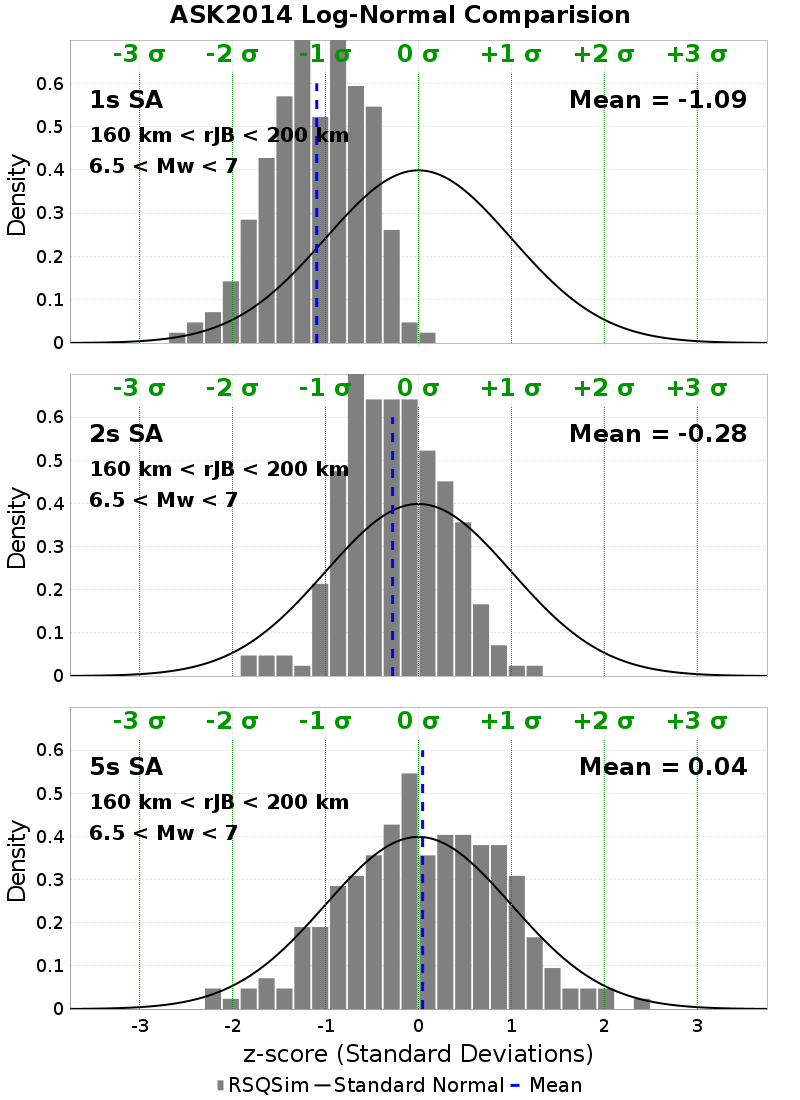 ASK2014 Log-Normal Comparision
-3 σ -2 σ -1 σ 0 σ +1 σ +2 σ +3 σ
1s SA
Mean = -1.09
160 km < rJB < 200 km
6.5 < Mw < 7
0.6
0.5
0.4
0.3
0.2
0.1
0
Density
-3 σ -2 σ -1 σ 0 σ +1 σ +2 σ +3 σ
2s SA
Mean = -0.28
160 km < rJB < 200 km
6.5 < Mw < 7
0.6
0.5
0.4
0.3
0.2
0.1
0
Density
-3 σ -2 σ -1 σ 0 σ +1 σ +2 σ +3 σ
5s SA
Mean = 0.04
160 km < rJB < 200 km
6.5 < Mw < 7
0.6
0.5
0.4
0.3
0.2
0.1
0
Density
-3 -2 -1 0 1 2 3
z-score (Standard Deviations)
RSQSim Standard Normal Mean